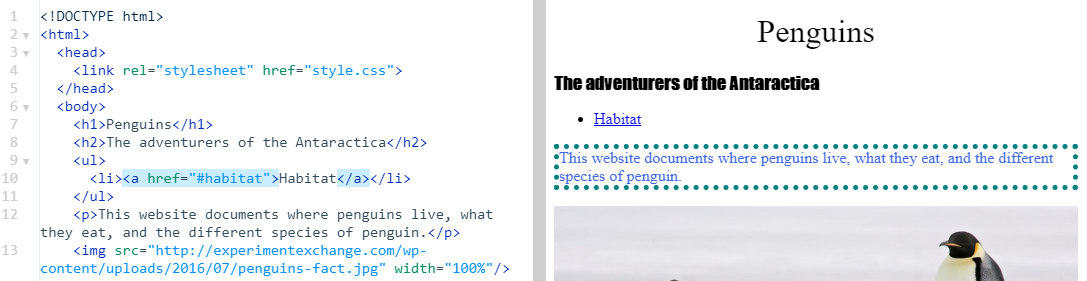 1 <!DOCTYPE html>
2 <html>
3 <head>
4 <link rel="stylesheet" href="style.css">
5 </head>
6 <body>
7 <h1>Penguins</h1>
8 <h2>The adventurers of the Antaractica</h2>
9 <ul>
10 <li><a href="#habitat">Habitat</a></li>
11 </ul>
12 <p>This website documents where penguins live, what
they eat, and the different species of penguin.</p>
13 <img src="http://experimentexchange.com/wp-
content/uploads/2016/07/penguins-fact.jpg" width="100%"/>
Penguins
The adventurers of the Antaractica
• Habitat
This website documents where penguins live, what they eat, and the different
species of penguin.